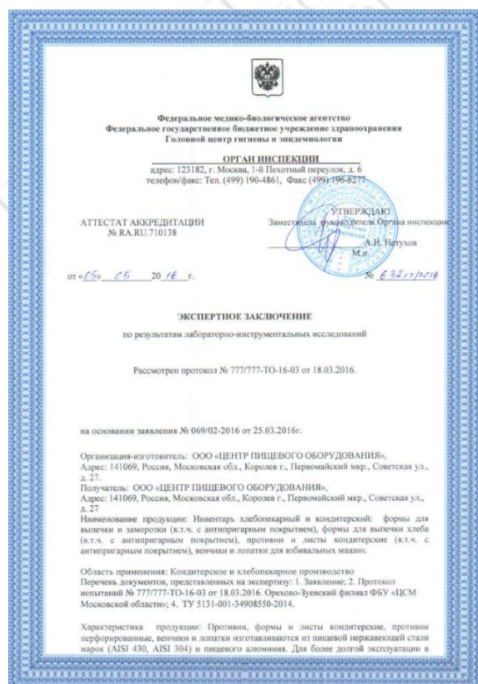 Федеральное медико-биологическое агентство
Федеральное государственное бюджетное учреждение здравоохранения
Головной центр гигиены и эпидемиологии
ОРГАН ИНСПЕКЦИИ
адрес: 123182, г. Москва, 1-й Пехотный переулок, д. 6
телефон/факс: Тел. (499) 190-4861, Факс (499) 196-6277
УТВЕРЖДАЮ
АТТЕСТАТ АККРЕДИТАЦИИ Заместитель руководителя Органа инспекции
№ RA.RU.710138
А.И. Петухов
М.п.
от «05» 05 2016 г. № 632гт/2016
ЭКСПЕРТНОЕ ЗАКЛЮЧЕНИЕ
по результатам лабораторно-инструментальных исследований
Рассмотрен протокол № 777/777-ТО-16-03 от 18.03.2016.
на основании заявления № 069/02-2016 от 25.03.2016г.
Организация-изготовитель: ООО «ЦЕНТР ПИЩЕВОГО ОБОРУДОВАНИЯ»,
Адрес: 141069, Россия, Московская обл., Королев г., Первомайский мкр., Советская ул.,
д. 27.
Получатель: ООО «ЦЕНТР ПИЩЕВОГО ОБОРУДОВАНИЯ»,
Адрес: 141069, Россия, Московская обл., Королев г., Первомайский мкр., Советская ул.,
д. 27
Наименование продукции: Инвентарь хлебопекарный и кондитерский: формы для
выпечки и заморозки (в.т.ч. с антипригарным покрытием), формы для выпечки хлеба
(в.т.ч. с антипригарным покрытием), противни и листы кондитерские (в.т.ч. с
антипригарным покрытием), венчики и лопатки для взбивальных машин.
Область применения: Кондитерское и хлебопекарное производство
Перечень документов, представленных на экспертизу: 1. Заявление; 2. Протокол
испытаний № 777/777-ТО-16-03 от 18.03.2016. Орехово-Зуевский филиал ФБУ «ЦСМ
Московской области»; 4. ТУ 5131-001-34908550-2014.
Характеристика продукции: Противни, формы и листы кондитерские, противни
перфорированные, венчики и лопатки изготавливаются из пищевой нержавеющей стали
марок (AISI 430, AISI 304) и пищевого алюминия. Для более долгой эксплуатации в